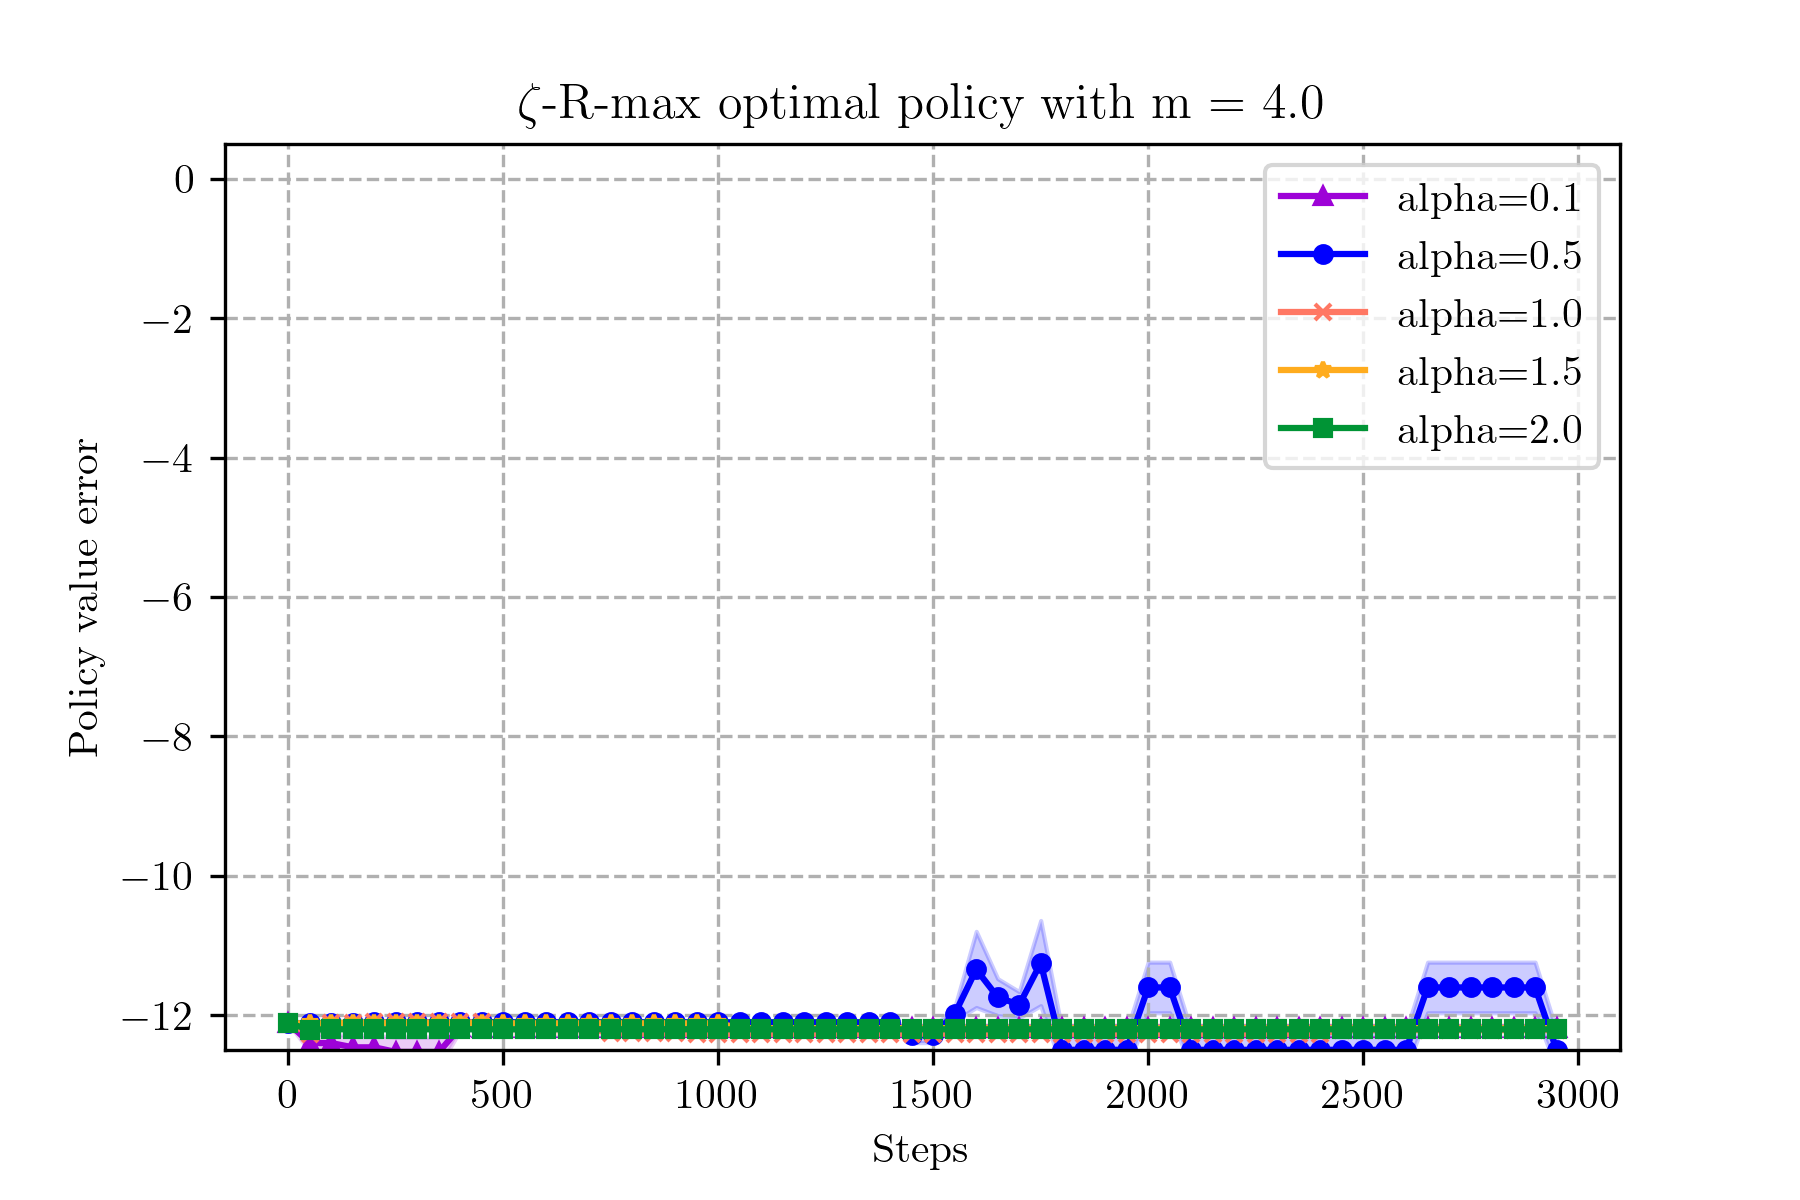 ζ-R-max optimal policy with m = 4.0
0
−2
−4
−6
−8
−10
−12
Policy value error
alpha=0.1
alpha=0.5
alpha=1.0
alpha=1.5
alpha=2.0
0 500 1000 1500 2000 2500 3000
Steps